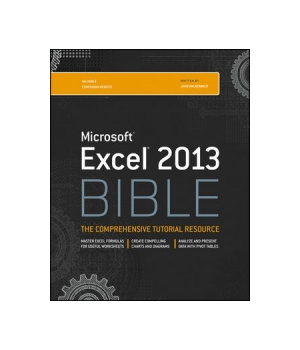 Microsoft®
Excel® 2013
BIBLE
THE COMPREHENSIVE TUTORIAL RESOURCE
MASTER EXCEL FORMULAS
FOR USEFUL WORKSHEETS
CREATE COMPELLING
CHARTS AND DIAGRAMS
ANALYZE AND PRESENT
DATA WITH PIVOT TABLES